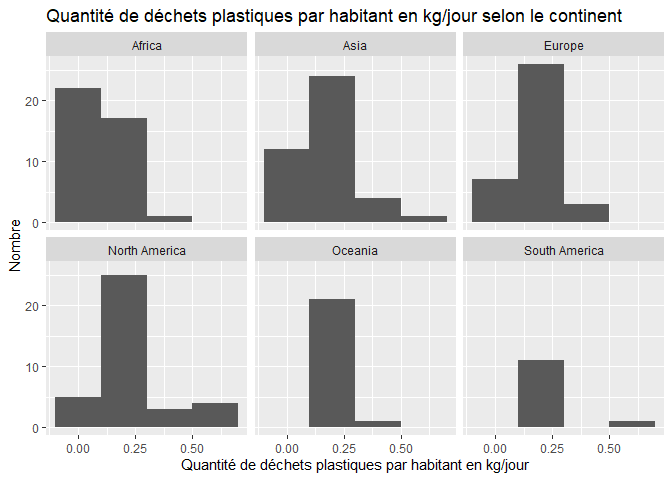 Quantité de déchets plastiques par habitant en kg/jour selon le continent
Africa
Asia
Europe
20
10
0
Nombre
North America
Oceania
South America
20
10
0
0.00 0.25 0.50
0.00 0.25 0.50
0.00 0.25 0.50
Quantité de déchets plastiques par habitant en kg/jour